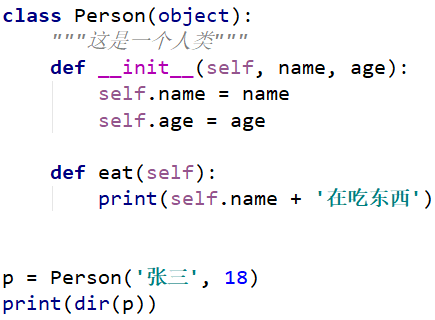 class Person(object):
    """这是一个人类"""
    def __init__(self, name, age):
        self.name = name
        self.age = age
    def eat(self):
        print(self.name + '在吃东西')
p = Person('张三', 18)
print(dir(p))